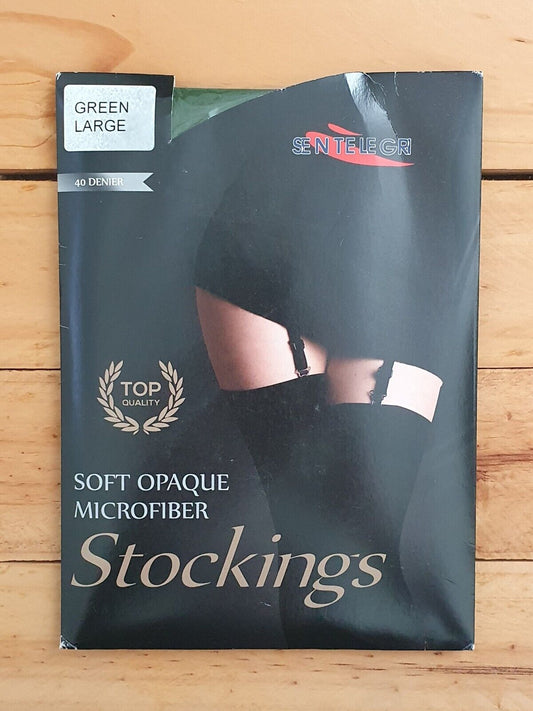 GREEN
LARGE
SENTELEGRI
40 DENIER
TOP
QUALITY
SOFT OPAQUE
MICROFIBER
Stockings